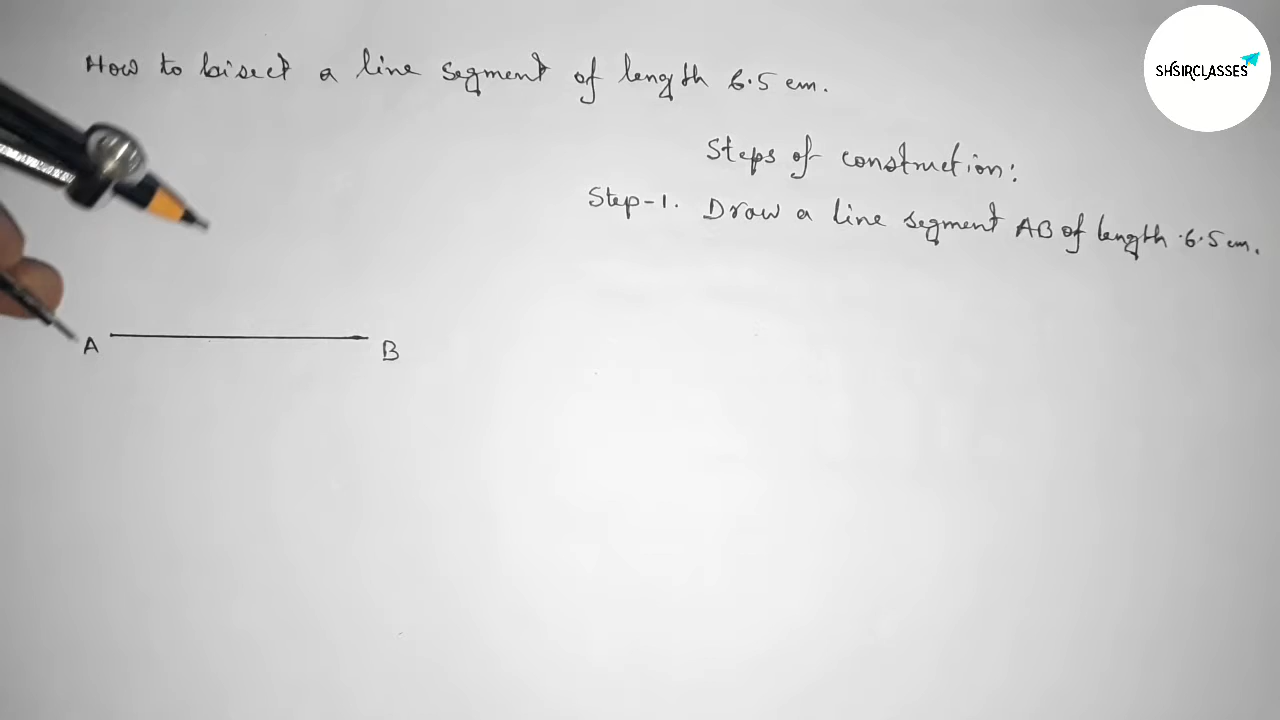 How to bisect a line segment of length 6.5 cm.
SHSIRCLASSES
Steps of construction:
Step-1. Draw a line segment AB of length 6.5 cm.
A
B